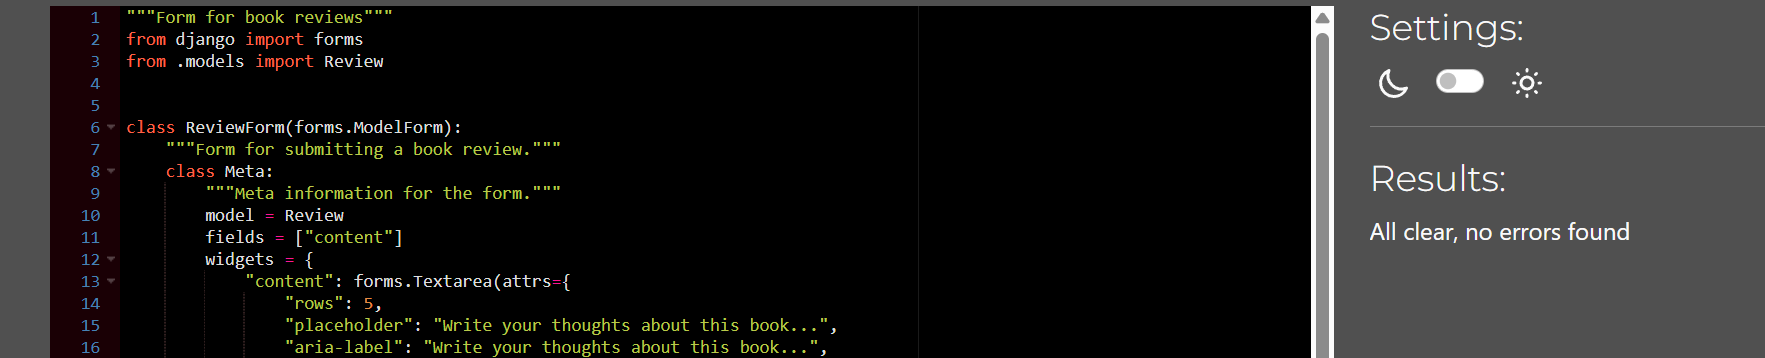 1 """Form for book reviews"""
2 from django import forms
3 from .models import Review
4
5
6 class ReviewForm(forms.ModelForm):
7     """Form for submitting a book review."""
8     class Meta:
9         """Meta information for the form."""
10         model = Review
11         fields = ["content"]
12         widgets = {
13             "content": forms.Textarea(attrs={
14                 "rows": 5,
15                 "placeholder": "Write your thoughts about this book...",
16                 "aria-label": "Write your thoughts about this book...",
Settings:
Results:
All clear, no errors found